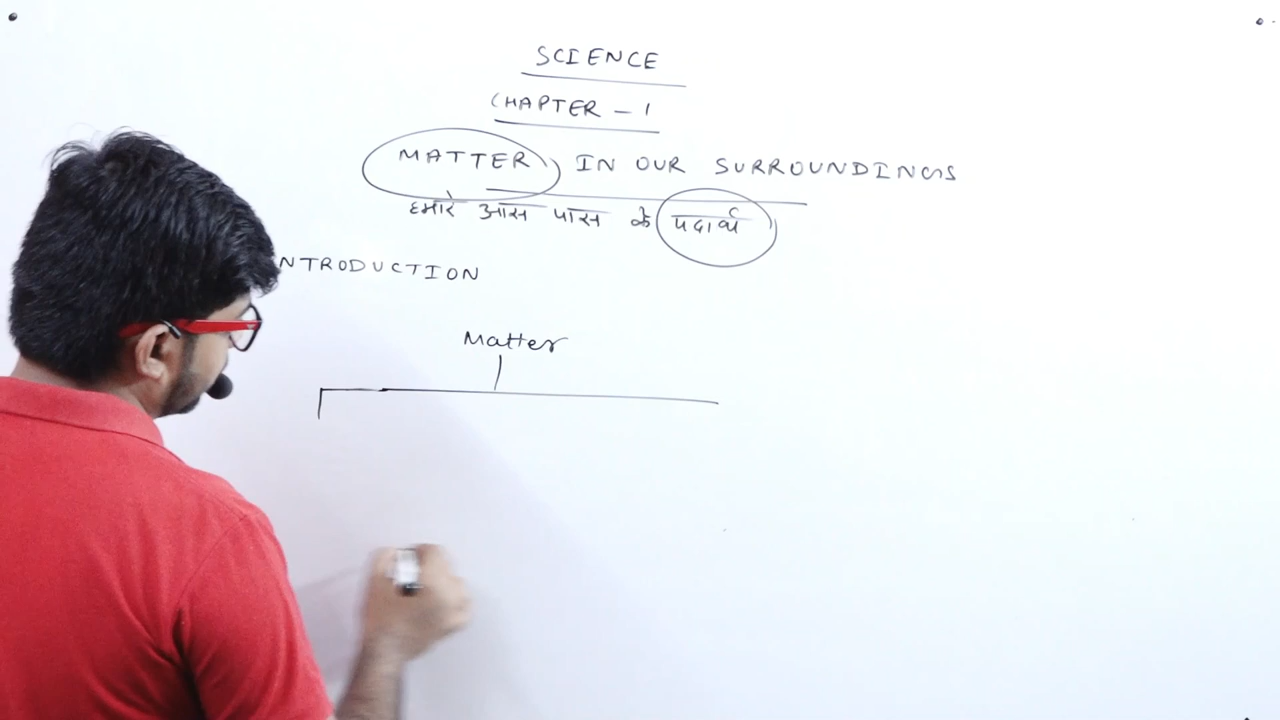 SCIENCE
CHAPTER - 1
MATTER IN OUR SURROUNDINGS
हमारे आस पास के पदार्थ
NTRODUCTION
Matter